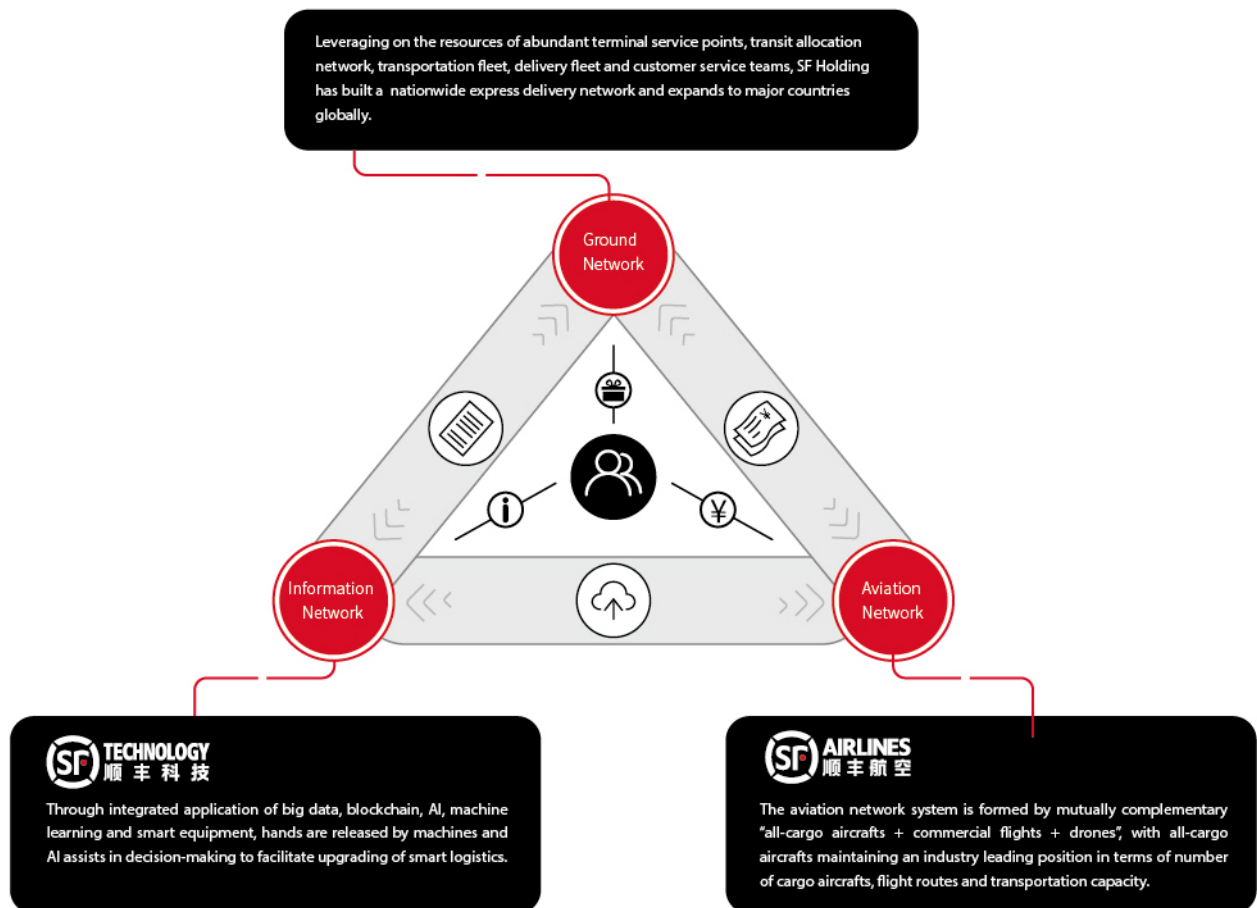 Leveraging on the resources of abundant terminal service points, transit allocation
network, transportation fleet, delivery fleet and customer service teams, SF Holding
has built a nationwide express delivery network and expands to major countries
globally.
Ground
Network
i
¥
Information
Network
Aviation
Network
SF TECHNOLOGY
顺丰科技
Through integrated application of big data, blockchain, AI, machine
learning and smart equipment, hands are released by machines and
AI assists in decision-making to facilitate upgrading of smart logistics.
SF AIRLINES
顺丰航空
The aviation network system is formed by mutually complementary
"all-cargo aircrafts + commercial flights + drones", with all-cargo
aircrafts maintaining an industry leading position in terms of number
of cargo aircrafts, flight routes and transportation capacity.